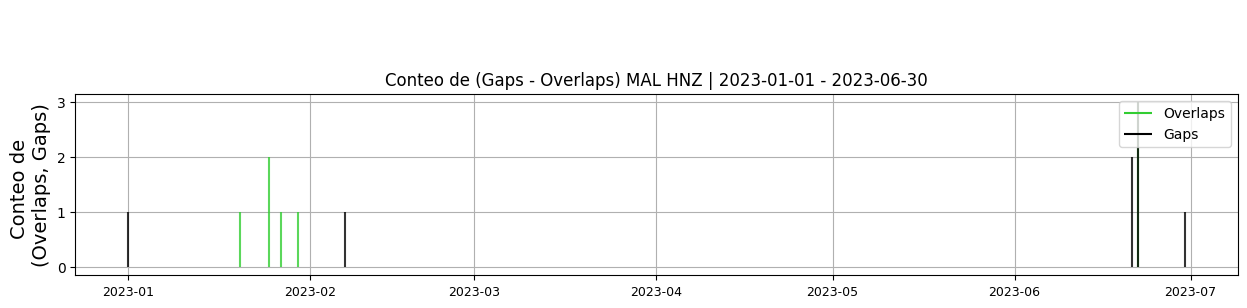 Conteo de (Gaps - Overlaps) MAL HNZ | 2023-01-01 - 2023-06-30
Conteo de
(Overlaps, Gaps)
3
2
1
0
Overlaps
Gaps
2023-01
2023-02
2023-03
2023-04
2023-05
2023-06
2023-07